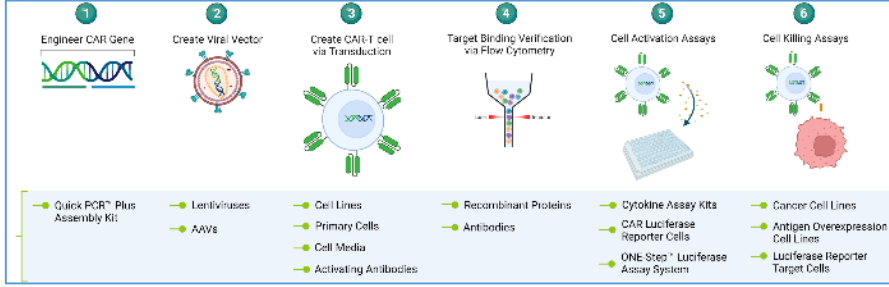 1
Engineer CAR Gene
2
Create Viral Vector
3
Create CAR-T cell
via Transduction
4
Target Binding Verification
via Flow Cytometry
5
Cell Activation Assays
6
Cell Killing Assays
Quick PCR™ Plus
Assembly Kit
Lentiviruses
AAVs
Cell Lines
Primary Cells
Cell Media
Activating Antibodies
Recombinant Proteins
Antibodies
Cytokine Assay Kits
CAR Luciferase
Reporter Cells
ONE-Step™ Luciferase
Assay System
Cancer Cell Lines
Antigen Overexpression
Cell Lines
Luciferase Reporter
Target Cells